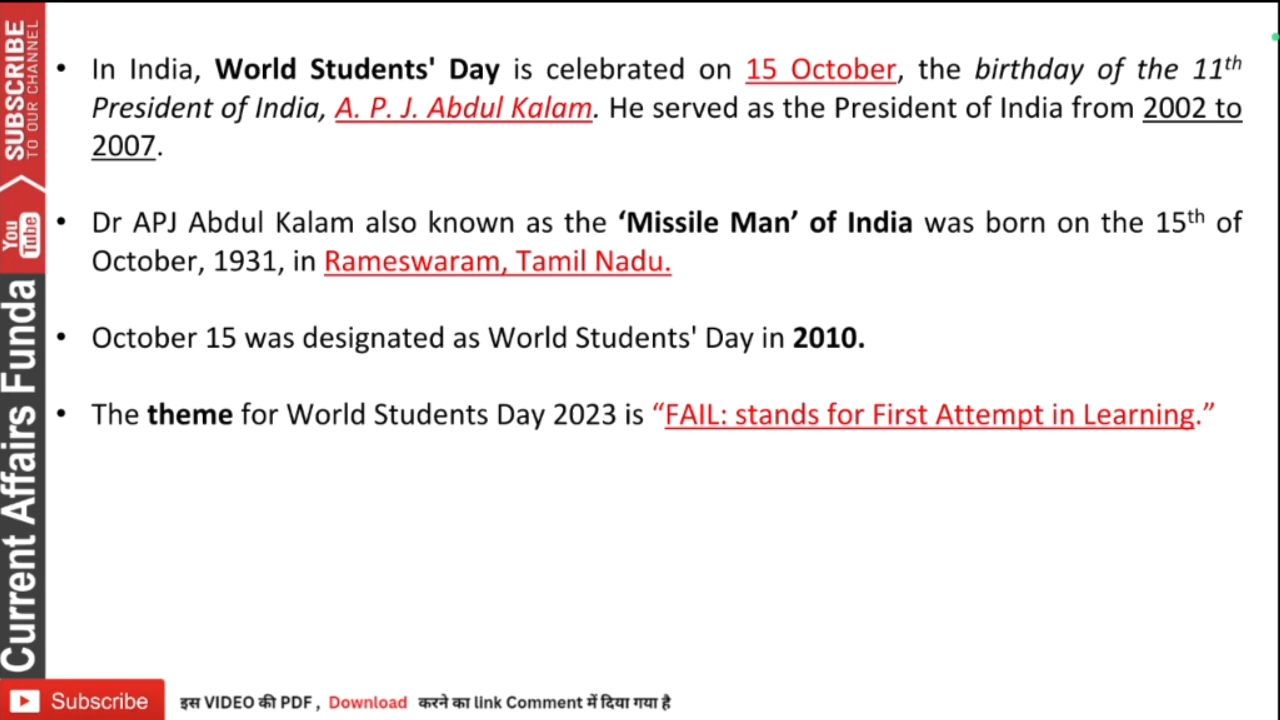 SUBSCRIBE
TO OUR CHANNEL
You Tube
Current Affairs Funda
• In India, World Students' Day is celebrated on 15 October, the birthday of the 11th
President of India, A. P. J. Abdul Kalam. He served as the President of India from 2002 to
2007.
• Dr APJ Abdul Kalam also known as the ‘Missile Man’ of India was born on the 15th of
October, 1931, in Rameswaram, Tamil Nadu.
• October 15 was designated as World Students' Day in 2010.
• The theme for World Students Day 2023 is “FAIL: stands for First Attempt in Learning.”
Subscribe इस VIDEO की PDF , Download करने का link Comment में दिया गया है